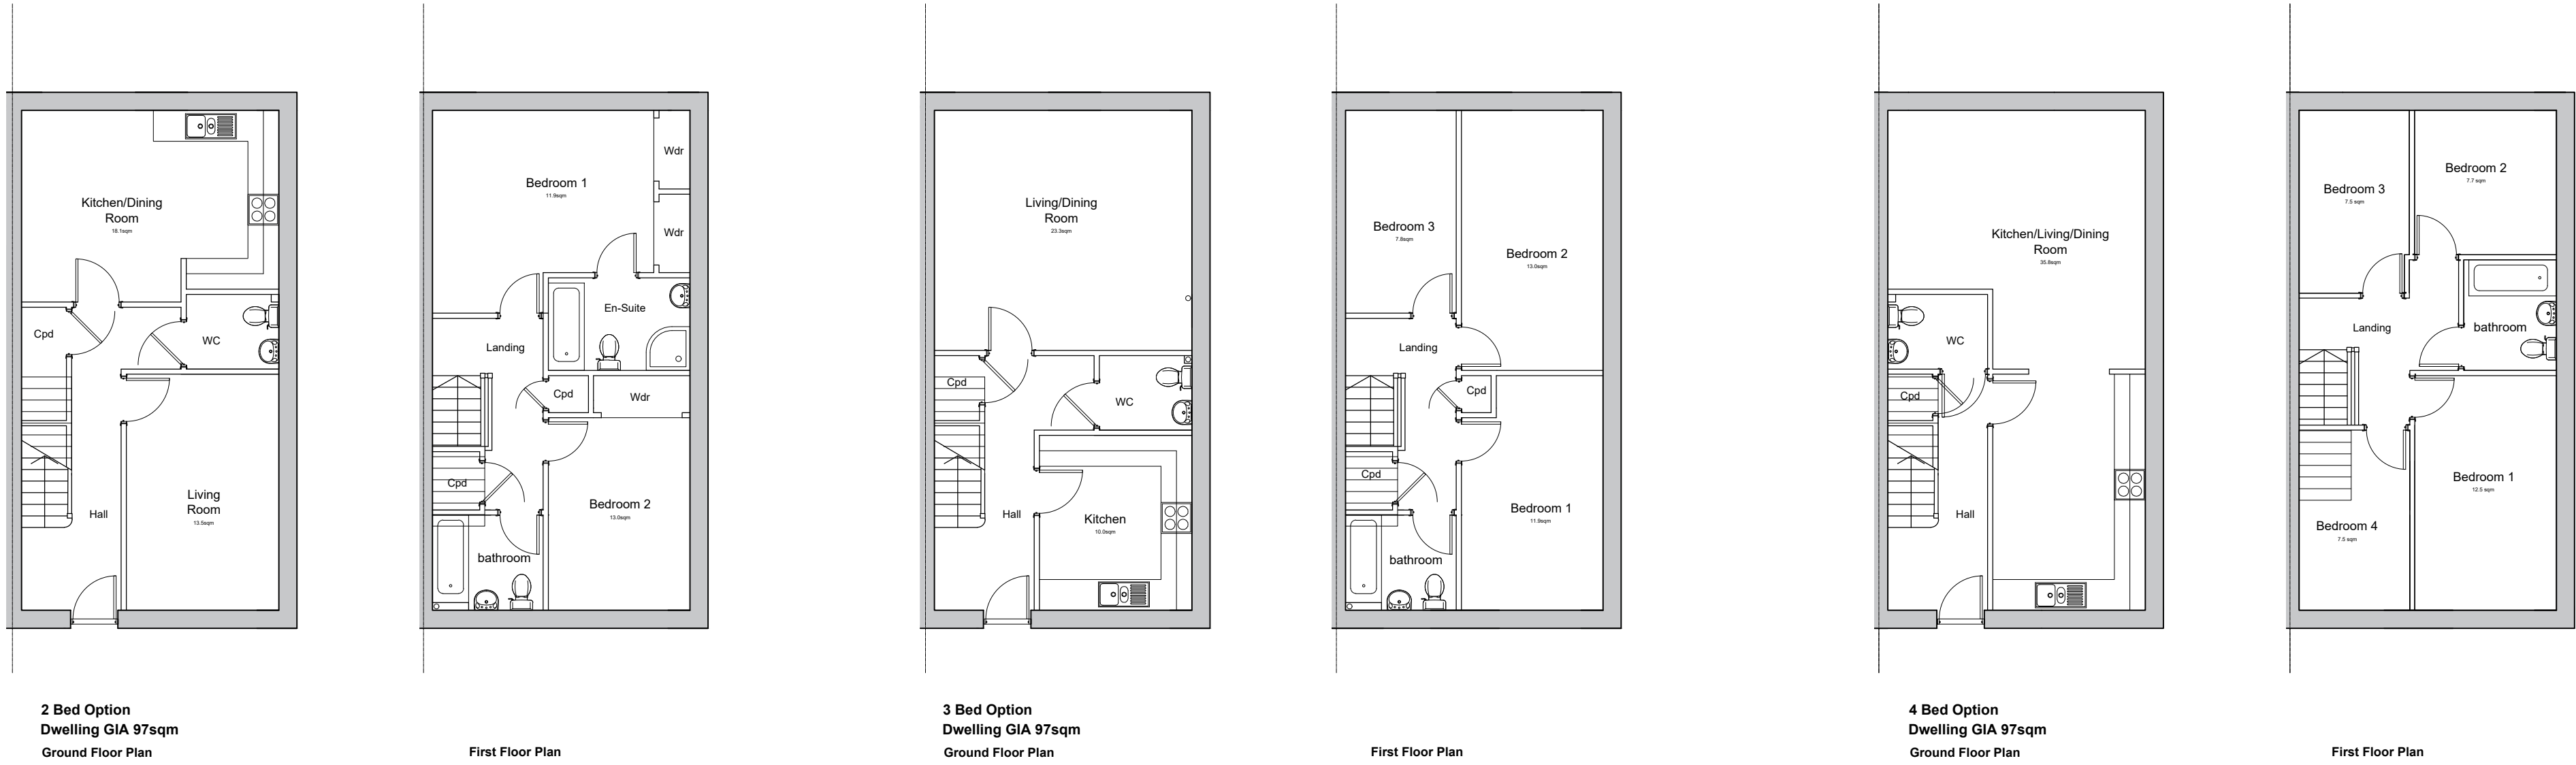 Kitchen/Dining
Room
18.1sqm
Cpd
WC
Living
Room
13.5sqm
Hall
Wdr
Bedroom 1
11.9sqm
Wdr
En-Suite
Landing
Cpd
Wdr
Cpd
Bedroom 2
13.0sqm
bathroom
Living/Dining
Room
23.3sqm
Cpd
WC
Hall
Kitchen
10.0sqm
Bedroom 3
7.8sqm
Bedroom 2
13.0sqm
Landing
Cpd
Cpd
Bedroom 1
11.9sqm
bathroom
Kitchen/Living/Dining
Room
35.8sqm
WC
Cpd
Hall
Bedroom 2
7.7 sqm
Bedroom 3
7.5 sqm
Landing
bathroom
Bedroom 1
12.5 sqm
Bedroom 4
7.5 sqm
2 Bed Option
Dwelling GIA 97sqm
Ground Floor Plan
First Floor Plan
3 Bed Option
Dwelling GIA 97sqm
Ground Floor Plan
First Floor Plan
4 Bed Option
Dwelling GIA 97sqm
Ground Floor Plan
First Floor Plan